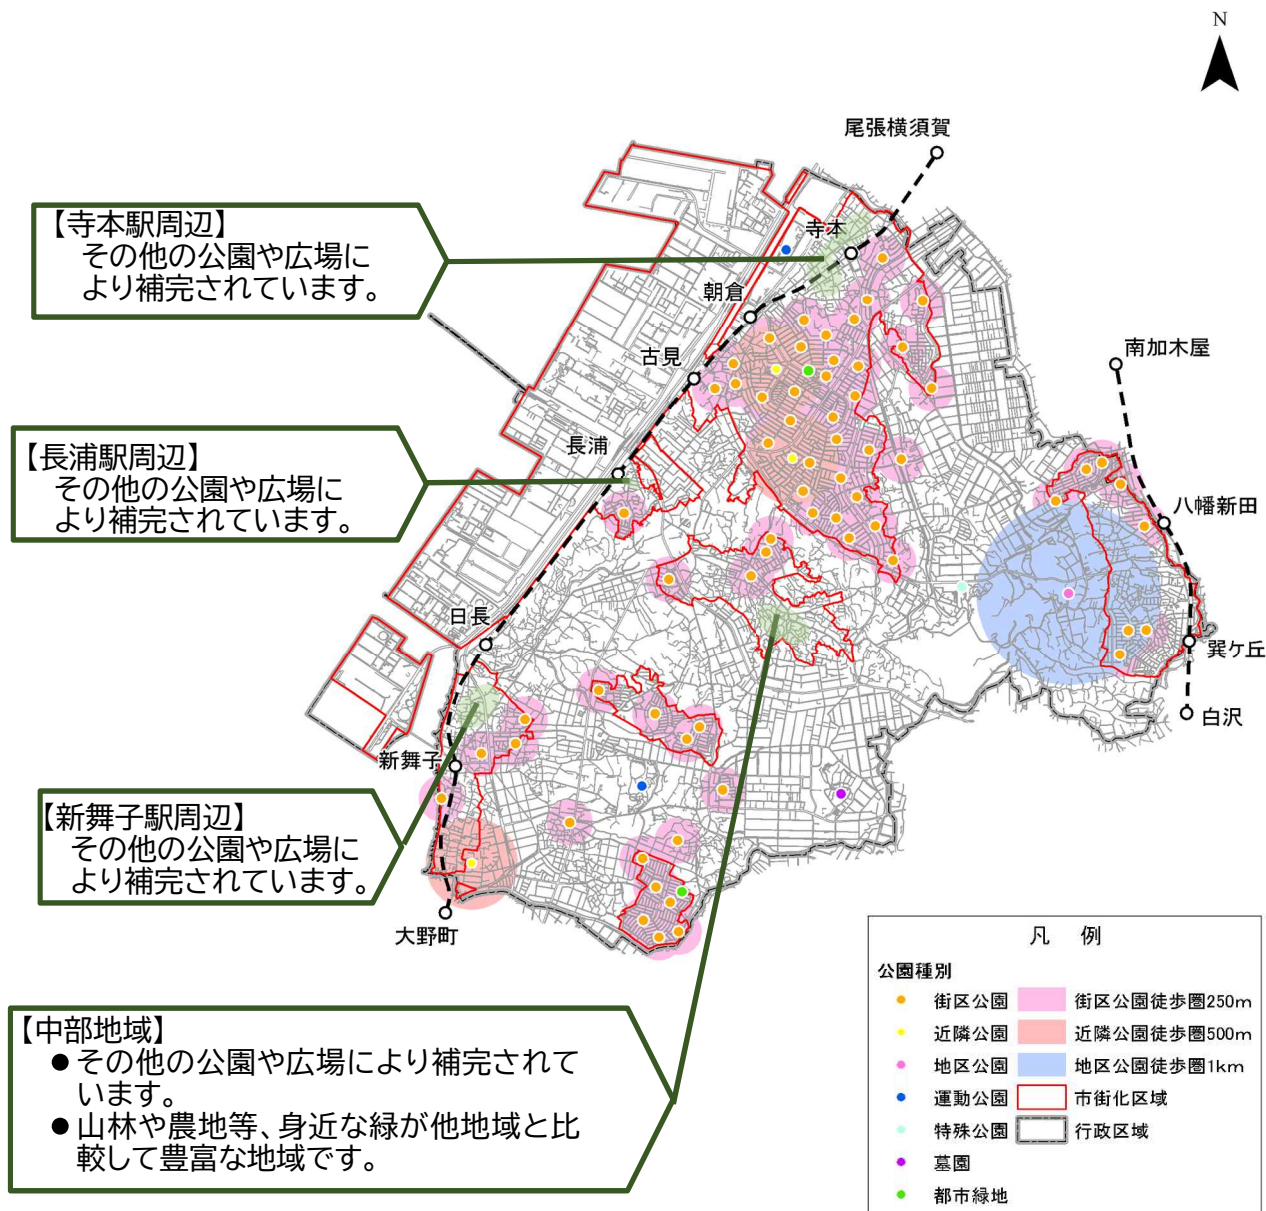 N
尾張横須賀
【寺本駅周辺】
その他の公園や広場に
より補完されています。
寺本
朝倉
古見
南加木屋
【長浦駅周辺】
その他の公園や広場に
より補完されています。
長浦
八幡新田
日長
巽ケ丘
白沢
新舞子
【新舞子駅周辺】
その他の公園や広場に
より補完されています。
大野町
【中部地域】
●その他の公園や広場により補完されて
います。
●山林や農地等、身近な緑が他地域と比
較して豊富な地域です。
凡 例
公園種別
街区公園 街区公園徒歩圏250m
近隣公園 近隣公園徒歩圏500m
地区公園 地区公園徒歩圏1km
運動公園 市街化区域
特殊公園 行政区域
墓園
都市緑地